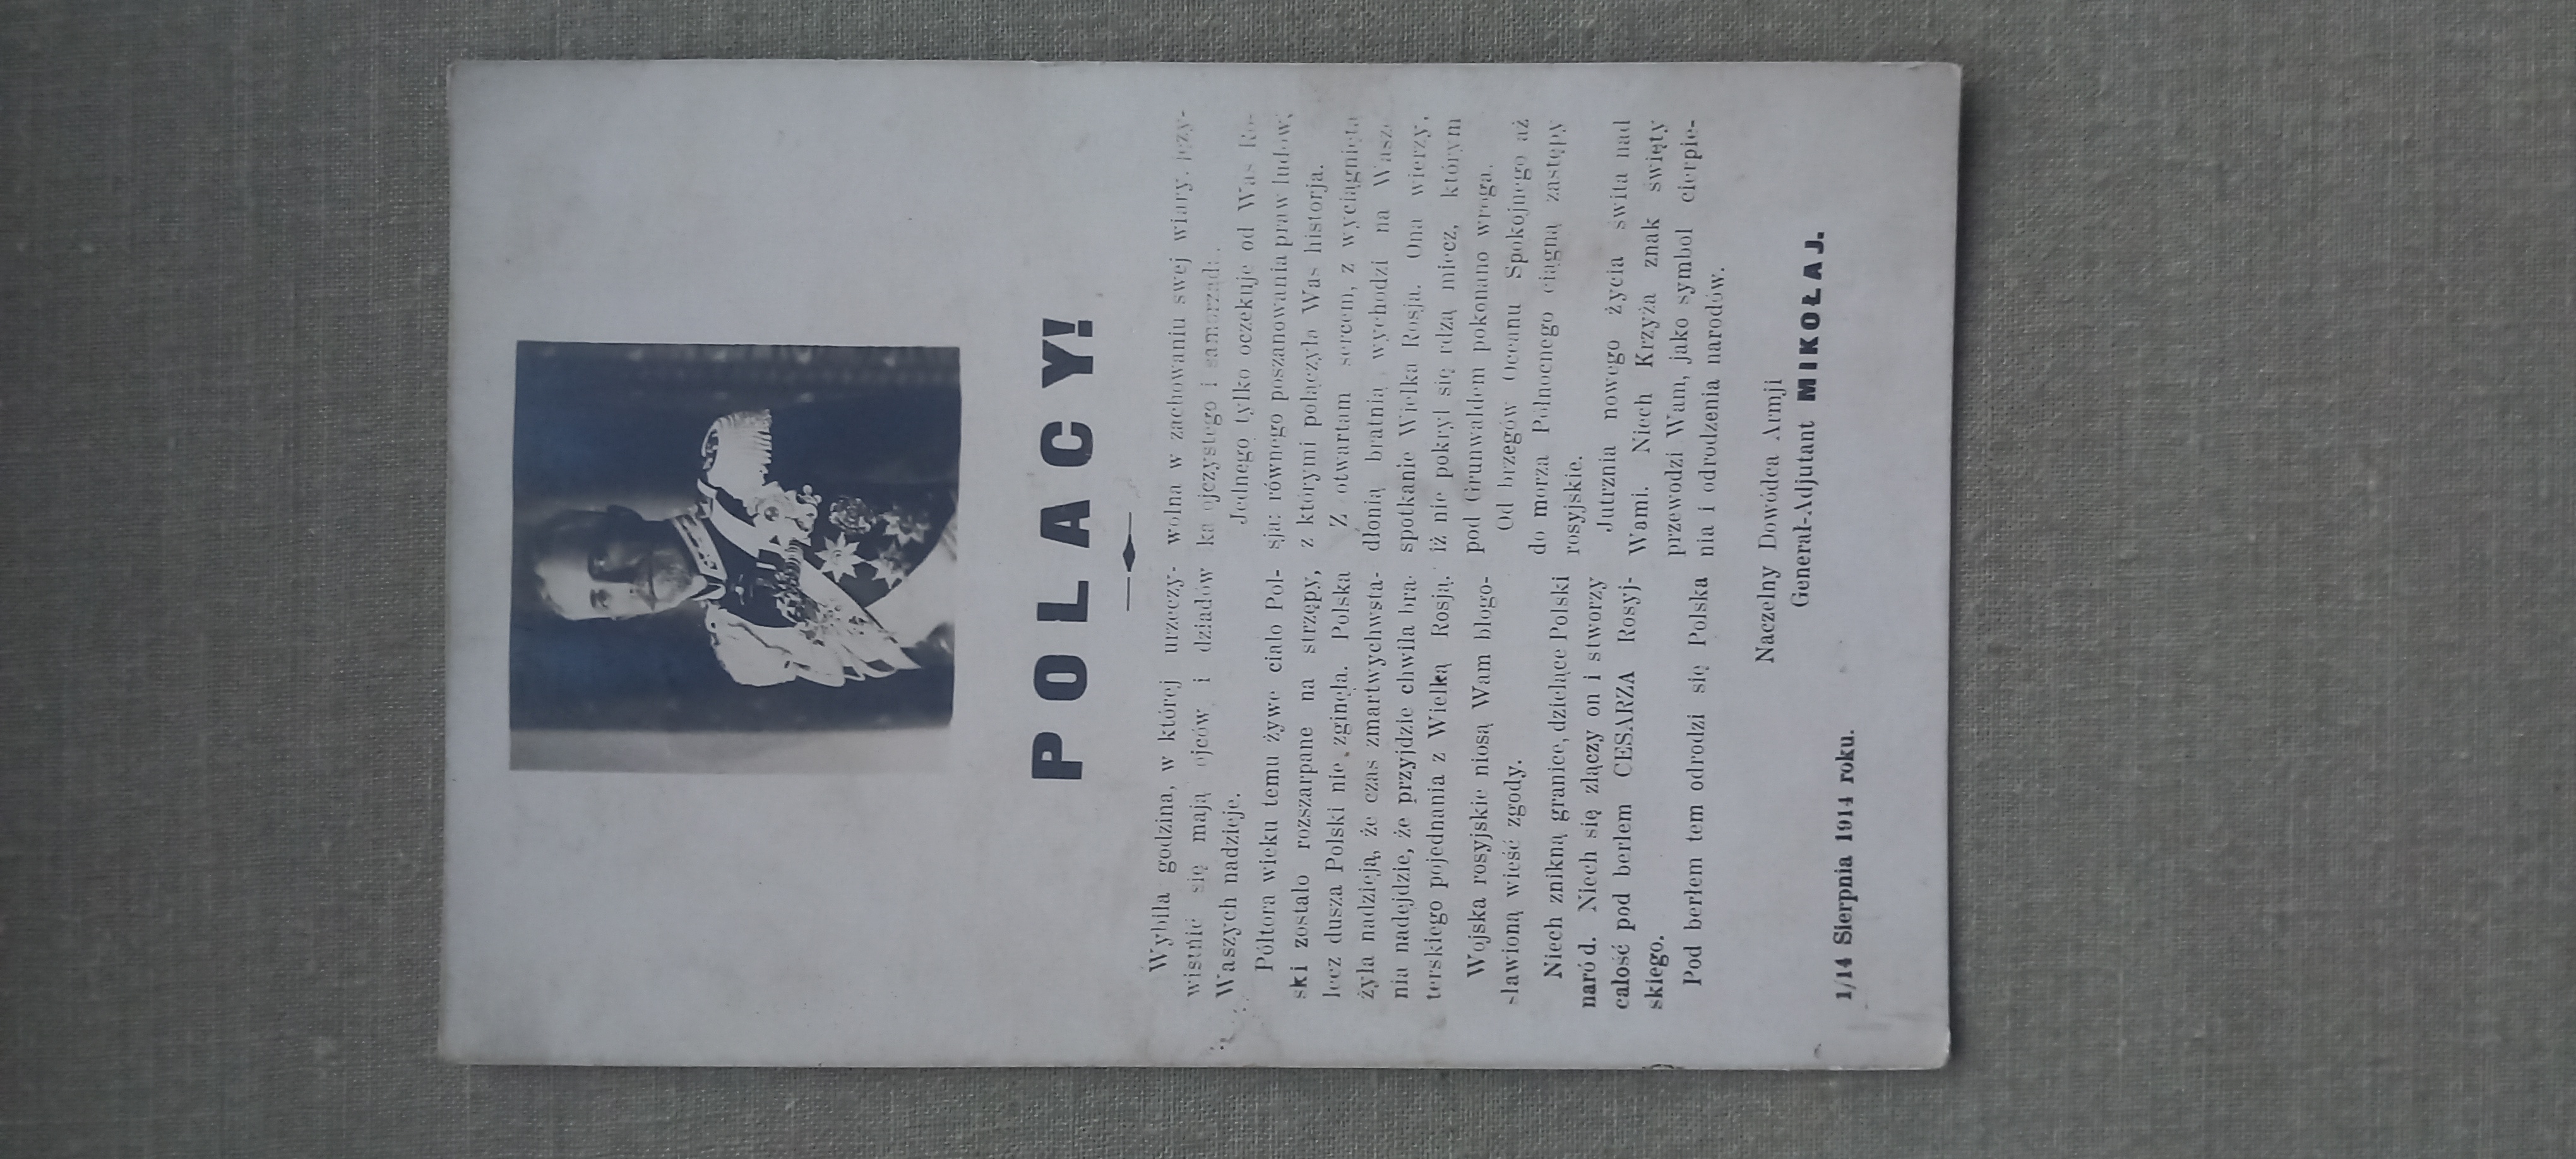 POLACY!
Wybiła godzina, w której urzeczy-
wistnić się mają ojców i dziadów
Waszych nadzieje.
Półtora wieku temu żywe ciało Pol-
ski zostało rozszarpane na strzępy,
lecz dusza Polski nie zginęła. Polska
żyła nadzieją, że czas zmartwychwsta-
nia nadejdzie, że przyjdzie chwila bra-
terskiego pojednania z Wielką Rosją.
Wojska rosyjskie niosą Wam błogo-
sławioną wieść zgody.
Niech znikną granice, dzielące Polski
naród. Niech się złączy on i stworzy
całość pod berłem CESARZA Rosyj-
skiego.
Pod berłem tem odrodzi się Polska
wolna w zachowaniu swej wiary, języ-
ka ojczystego i samorządu.
Jednego tylko oczekuje od Was Ro-
sja: równego poszanowania praw ludów,
z którymi połączyła Was historja.
Z otwartam sercem, z wyciągniętą
dłonią bratnią wychodzi na Wasze
spotkanie Wielka Rosja. Ona wierzy,
iż nie pokrył się rdzą miecz, którym
pod Grunwaldem pokonano wroga.
Od brzegów Oceanu Spokojnego aż
do morza Północnego ciągną zastępy
rosyjskie.
Jutrznia nowego życia świta nad
Wami. Niech Krzyża znak święty
przewodzi Wam, jako symbol cierpie-
nia i odrodzenia narodów.
Naczelny Dowódca Armji
Generał-Adjutant MIKOŁAJ.
1/14 Sierpnia 1914 roku.